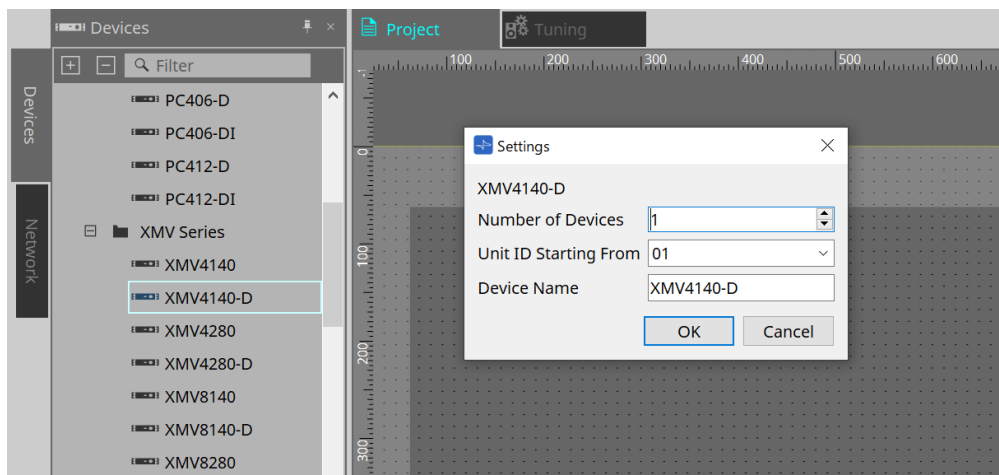 Devices
Filter
PC406-D
PC406-DI
PC412-D
PC412-DI
XMV Series
XMV4140
XMV4140-D
XMV4280
XMV4280-D
XMV8140
XMV8140-D
XMV8280
Devices
Network
Project
Tuning
100 200 300 400 500 600
0
100
200
300
Settings
XMV4140-D
Number of Devices 1
Unit ID Starting From 01
Device Name XMV4140-D
OK Cancel